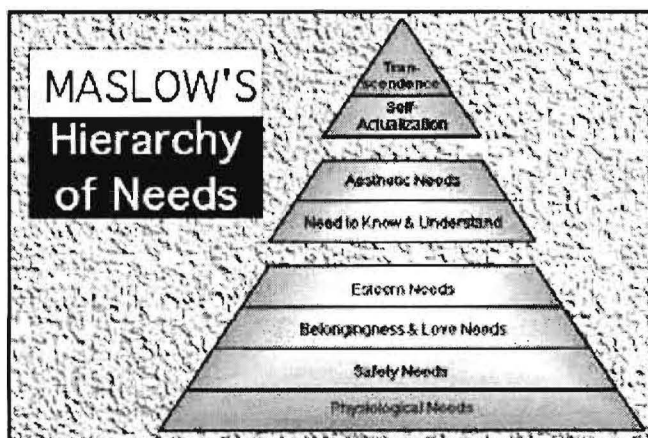 MASLOW'S
Hierarchy
of Needs
Tran-
scendence
Self-
Actualization
Aesthetic Needs
Need to Know & Understand
Esteem Needs
Belongingness & Love Needs
Safety Needs
Physiological Needs